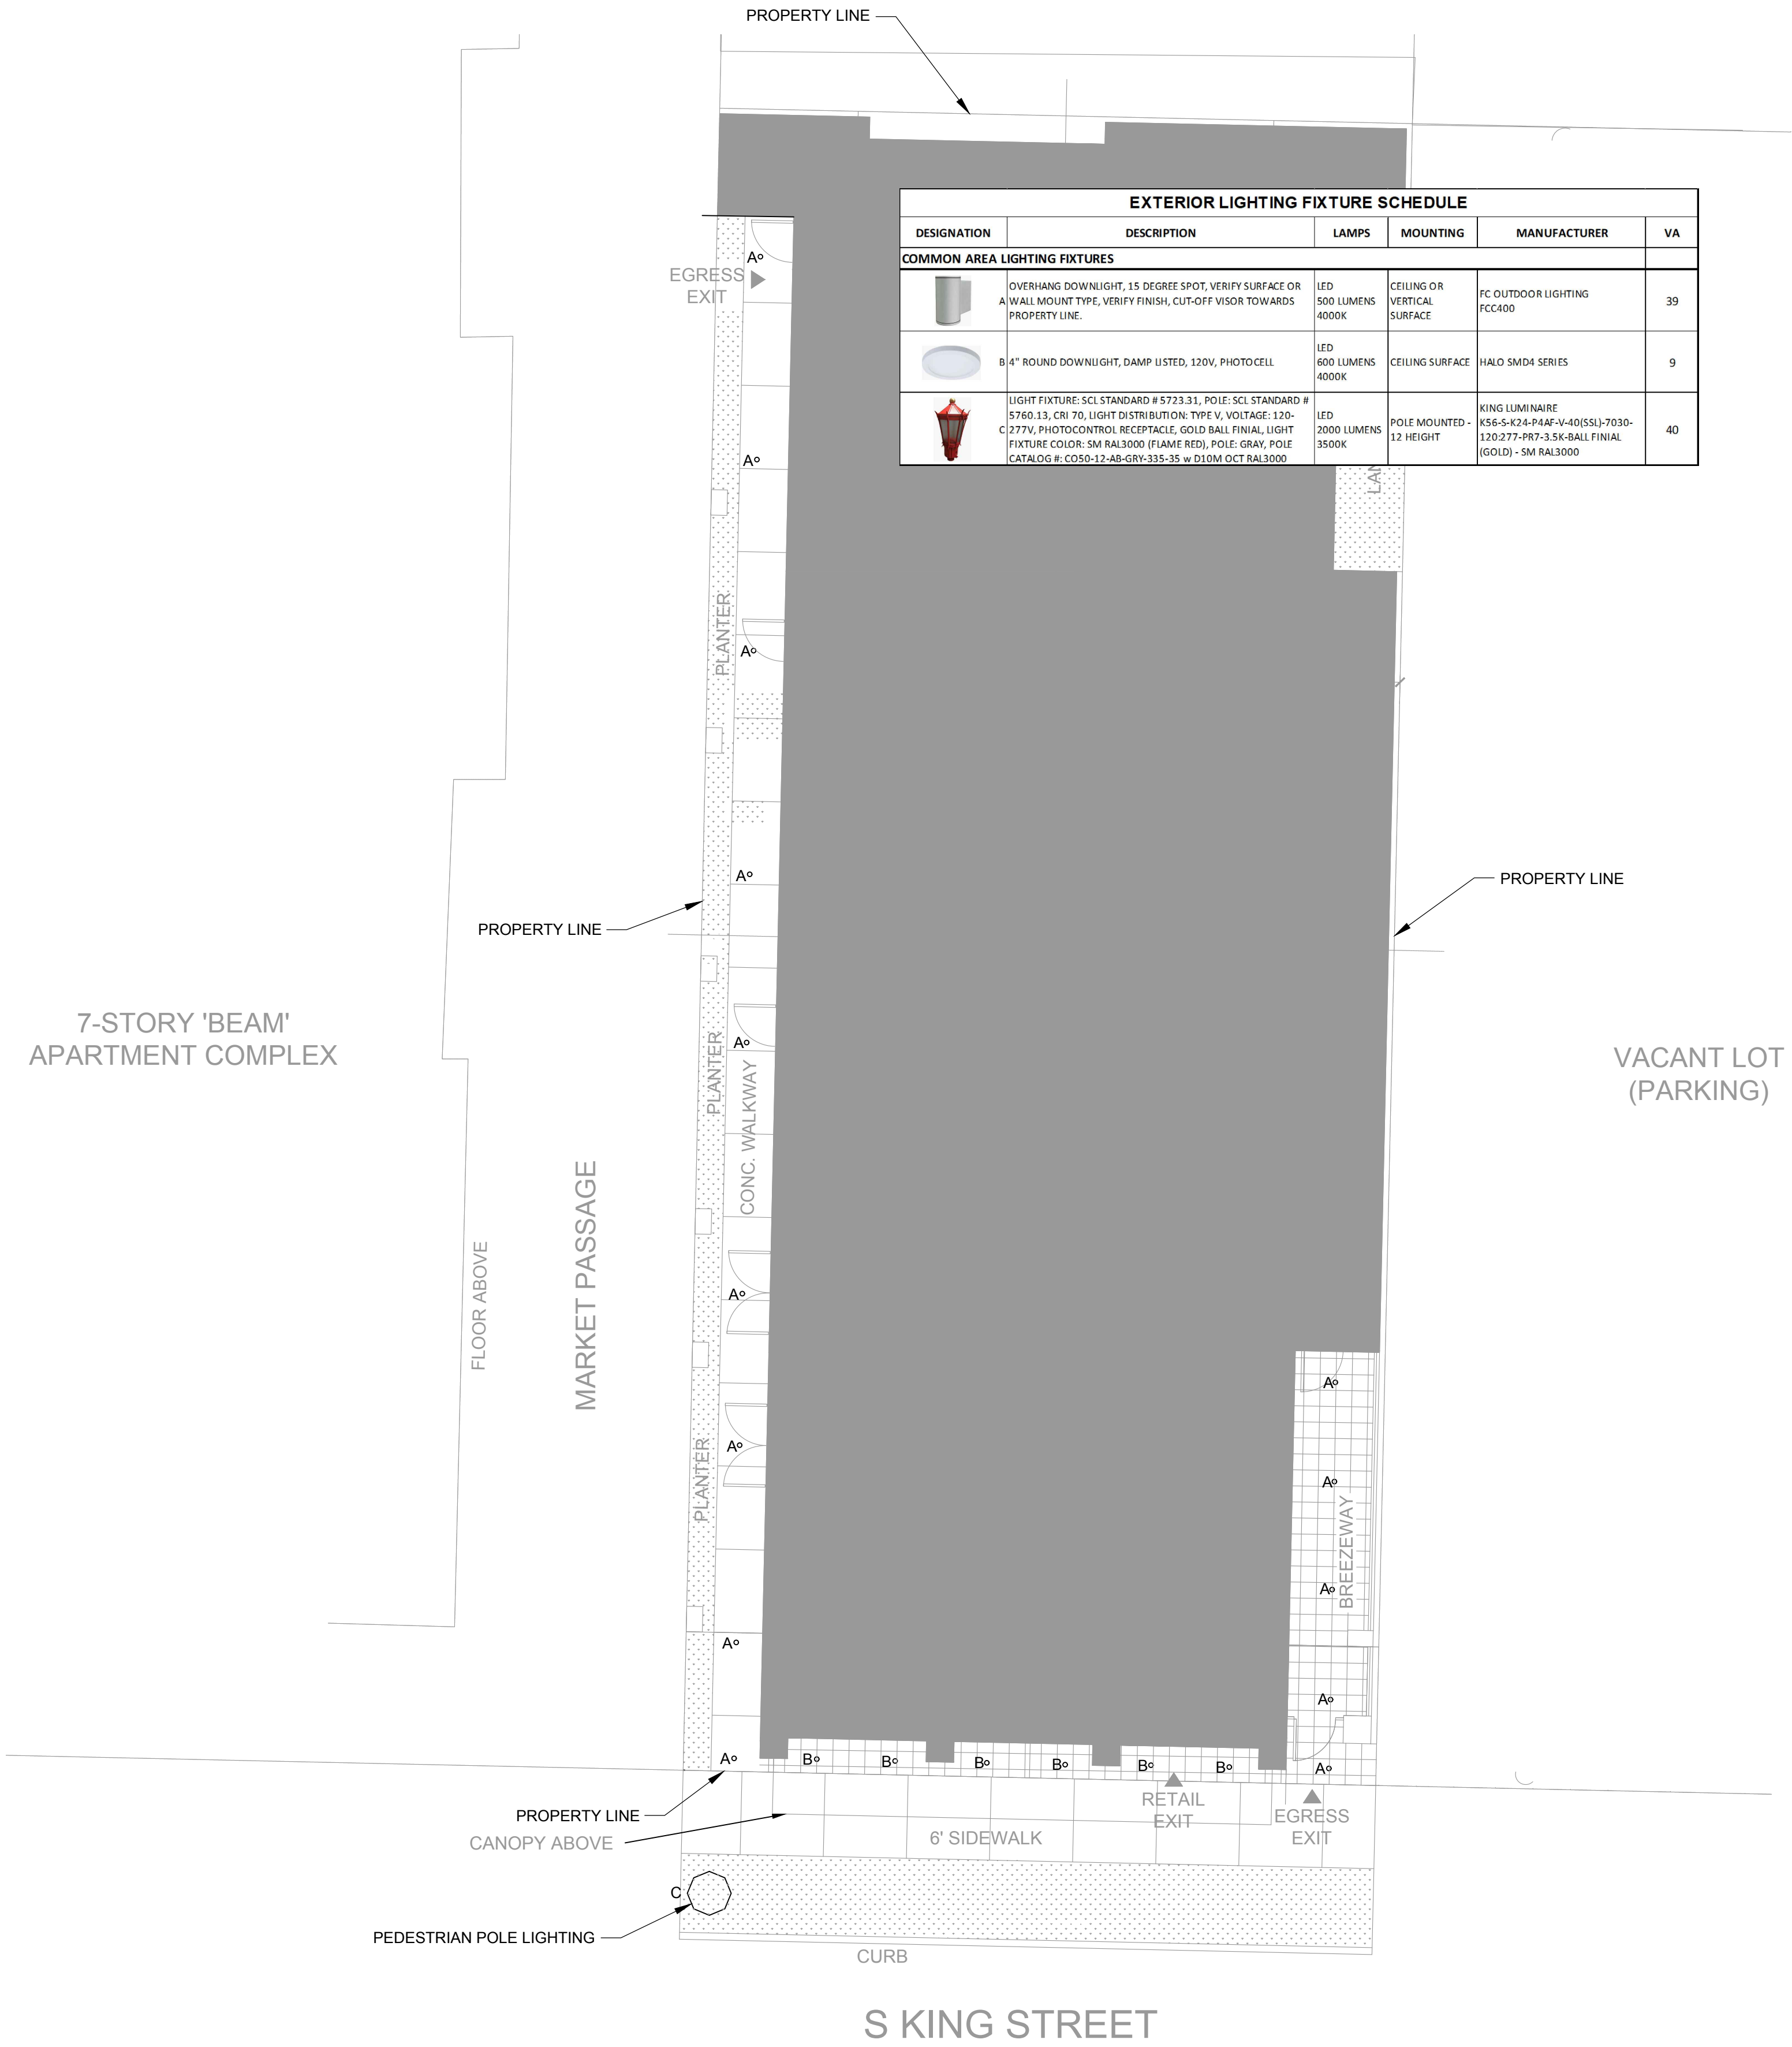 PROPERTY LINE
EXTERIOR LIGHTING FIXTURE SCHEDULE
DESIGNATION DESCRIPTION LAMPS MOUNTING MANUFACTURER VA
COMMON AREA LIGHTING FIXTURES
A
OVERHANG DOWNLIGHT, 15 DEGREE SPOT, VERIFY SURFACE OR
WALL MOUNT TYPE, VERIFY FINISH, CUT-OFF VISOR TOWARDS
PROPERTY LINE.
LED
500 LUMENS
4000K
CEILING OR
VERTICAL
SURFACE
FC OUTDOOR LIGHTING
FCC400
39
B
4" ROUND DOWNLIGHT, DAMP LISTED, 120V, PHOTOCELL
LED
600 LUMENS
4000K
CEILING SURFACE
HALO SMD4 SERIES
9
C
LIGHT FIXTURE: SCL STANDARD # 5723.31, POLE: SCL STANDARD #
5760.13, CRI 70, LIGHT DISTRIBUTION: TYPE V, VOLTAGE: 120-
277V, PHOTOCONTROL RECEPTACLE, GOLD BALL FINIAL, LIGHT
FIXTURE COLOR: SM RAL3000 (FLAME RED), POLE: GRAY, POLE
CATALOG #: CO50-12-AB-GRY-335-35 w D10M OCT RAL3000
LED
2000 LUMENS
3500K
POLE MOUNTED -
12 HEIGHT
KING LUMINAIRE
K56-S-K24-P4AF-V-40(SSL)-7030-
120:277-PR7-3.5K-BALL FINIAL
(GOLD) - SM RAL3000
40
A
EGRESS
EXIT
A
PLANTER
A
A
PROPERTY LINE
PROPERTY LINE
7-STORY 'BEAM'
APARTMENT COMPLEX
VACANT LOT
(PARKING)
PLANTER
A
CONC. WALKWAY
MARKET PASSAGE
FLOOR ABOVE
A
A
A
PLANTER
A
BREEZEWAY
A
A
A
A
A
B
B
B
B
B
B
A
PROPERTY LINE
CANOPY ABOVE
RETAIL
EXIT
EGRESS
EXIT
6' SIDEWALK
C
PEDESTRIAN POLE LIGHTING
CURB
S KING STREET